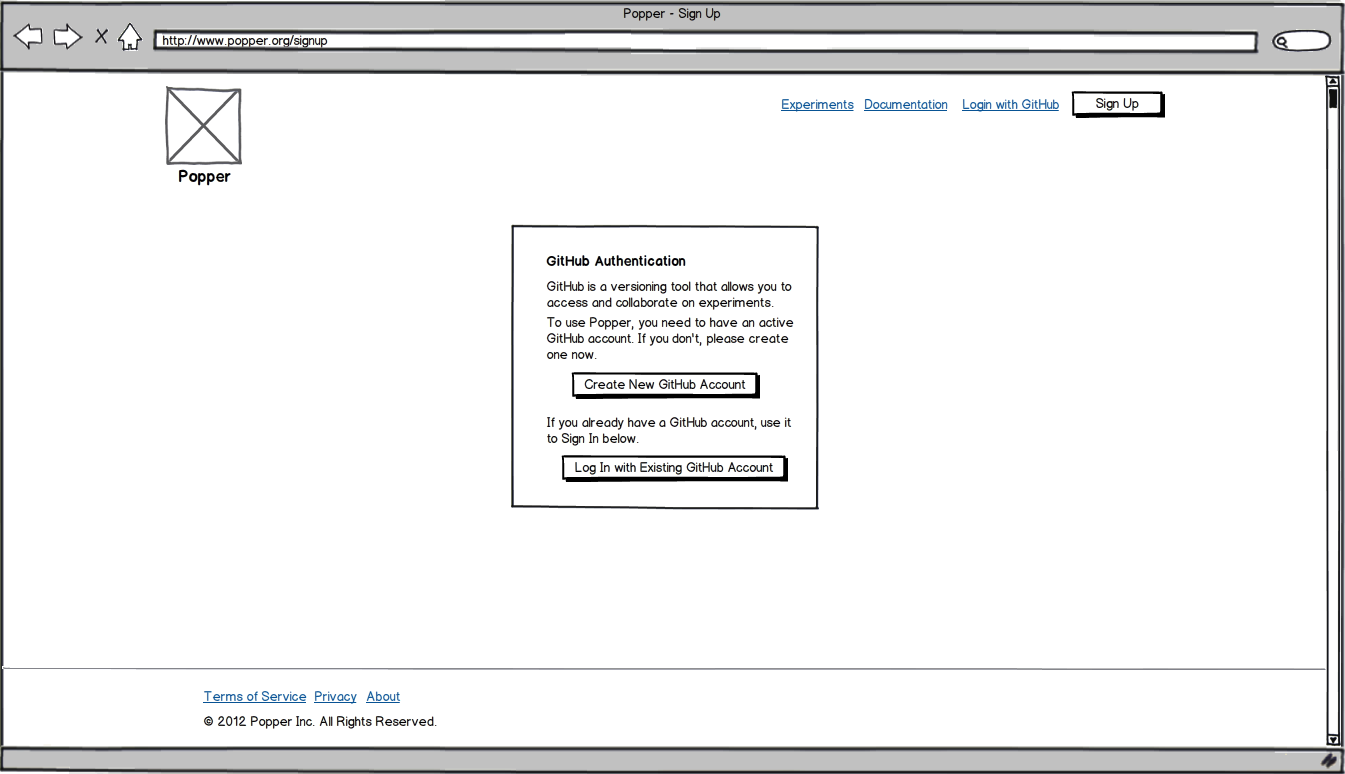 Popper - Sign Up
http://www.popper.org/signup
Experiments Documentation Login with GitHub Sign Up
Popper
GitHub Authentication
GitHub is a versioning tool that allows you to
access and collaborate on experiments.
To use Popper, you need to have an active
GitHub account. If you don't, please create
one now.
Create New GitHub Account
If you already have a GitHub account, use it
to Sign In below.
Log In with Existing GitHub Account
Terms of Service Privacy About
© 2012 Popper Inc. All Rights Reserved.